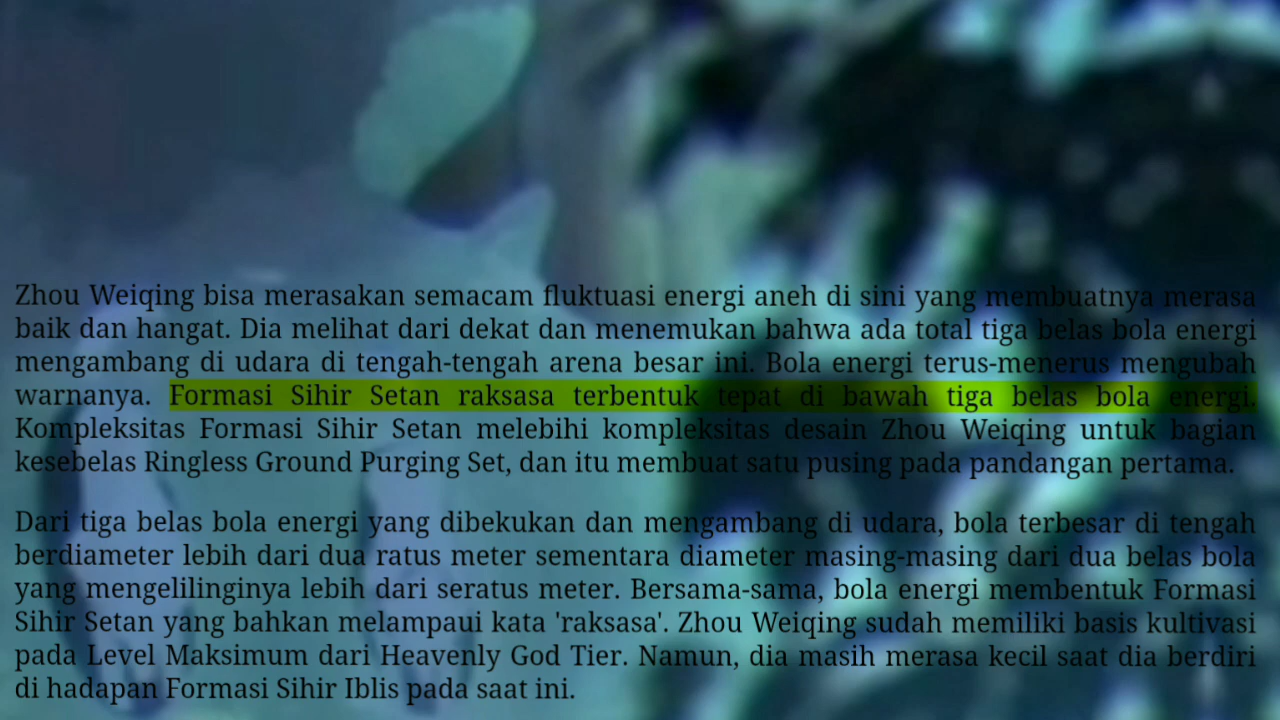 Zhou Weiqing bisa merasakan semacam fluktuasi energi aneh di sini yang membuatnya merasa
baik dan hangat. Dia melihat dari dekat dan menemukan bahwa ada total tiga belas bola energi
mengambang di udara di tengah-tengah arena besar ini. Bola energi terus-menerus mengubah
warnanya. Formasi Sihir Setan raksasa terbentuk tepat di bawah tiga belas bola energi.
Kompleksitas Formasi Sihir Setan melebihi kompleksitas desain Zhou Weiqing untuk bagian
kesebelas Ringless Ground Purging Set, dan itu membuat satu pusing pada pandangan pertama.
Dari tiga belas bola energi yang dibekukan dan mengambang di udara, bola terbesar di tengah
berdiameter lebih dari dua ratus meter sementara diameter masing-masing dari dua belas bola
yang mengelilinginya lebih dari seratus meter. Bersama-sama, bola energi membentuk Formasi
Sihir Setan yang bahkan melampaui kata 'raksasa'. Zhou Weiqing sudah memiliki basis kultivasi
pada Level Maksimum dari Heavenly God Tier. Namun, dia masih merasa kecil saat dia berdiri
di hadapan Formasi Sihir Iblis pada saat ini.